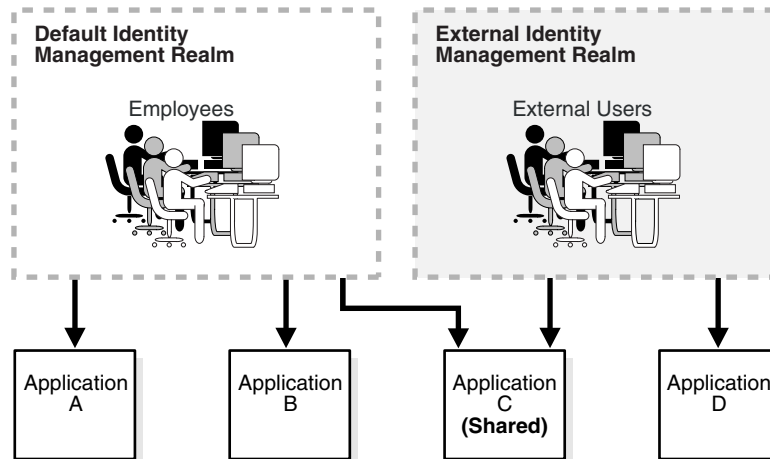 Default Identity
Management Realm
Employees
External Identity
Management Realm
External Users
Application
A
Application
B
Application
C
(Shared)
Application
D